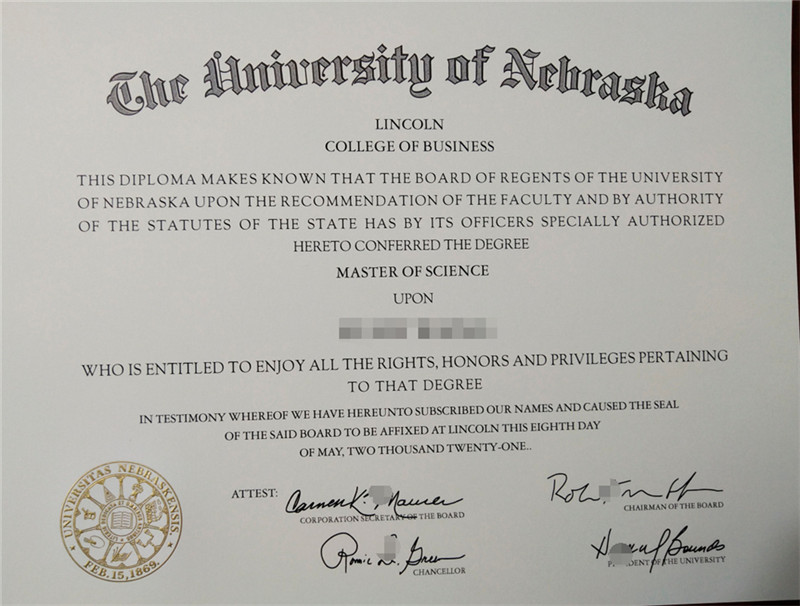 The University of Nebraska
LINCOLN
COLLEGE OF BUSINESS
THIS DIPLOMA MAKES KNOWN THAT THE BOARD OF REGENTS OF THE UNIVERSITY
OF NEBRASKA UPON THE RECOMMENDATION OF THE FACULTY AND BY AUTHORITY
OF THE STATUTES OF THE STATE HAS BY ITS OFFICERS SPECIALLY AUTHORIZED
HERETO CONFERRED THE DEGREE
MASTER OF SCIENCE
UPON
WHO IS ENTITLED TO ENJOY ALL THE RIGHTS, HONORS AND PRIVILEGES PERTAINING
TO THAT DEGREE
IN TESTIMONY WHEREOF WE HAVE HEREUNTO SUBSCRIBED OUR NAMES AND CAUSED THE SEAL
OF THE SAID BOARD TO BE AFFIXED AT LINCOLN THIS EIGHTH DAY
OF MAY, TWO THOUSAND TWENTY-ONE..
UNIVERSITAS NEBRASKENSIS.
FEB. 15, 1869.
ATTEST: Carmen K. Maurer
CORPORATION SECRETARY OF THE BOARD
CHAIRMAN OF THE BOARD
Green
CHANCELLOR
Bounds
OF THE UNIVERSITY